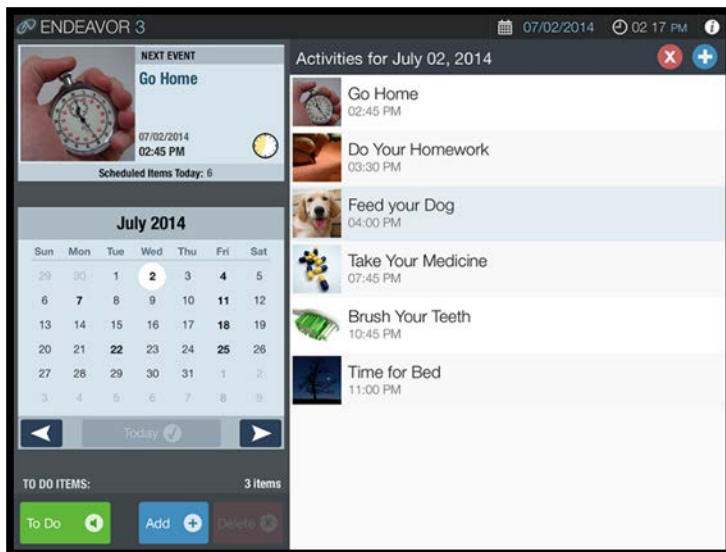 ENDEAVOR 3
07/02/2014 02 17 PM
NEXT EVENT
Go Home
07/02/2014
02:45 PM
Scheduled Items Today: 6
July 2014
Sun Mon Tue Wed Thu Fri Sat
29 30 1 2 3 4 5
6 7 8 9 10 11 12
13 14 15 16 17 18 19
20 21 22 23 24 25 26
27 28 29 30 31 1 2
3 4 5 6 7 8 9
Today
TO DO ITEMS: 3 items
To Do Add Delete
Activities for July 02, 2014
Go Home
02:45 PM
Do Your Homework
03:30 PM
Feed your Dog
04:00 PM
Take Your Medicine
07:45 PM
Brush Your Teeth
10:45 PM
Time for Bed
11:00 PM